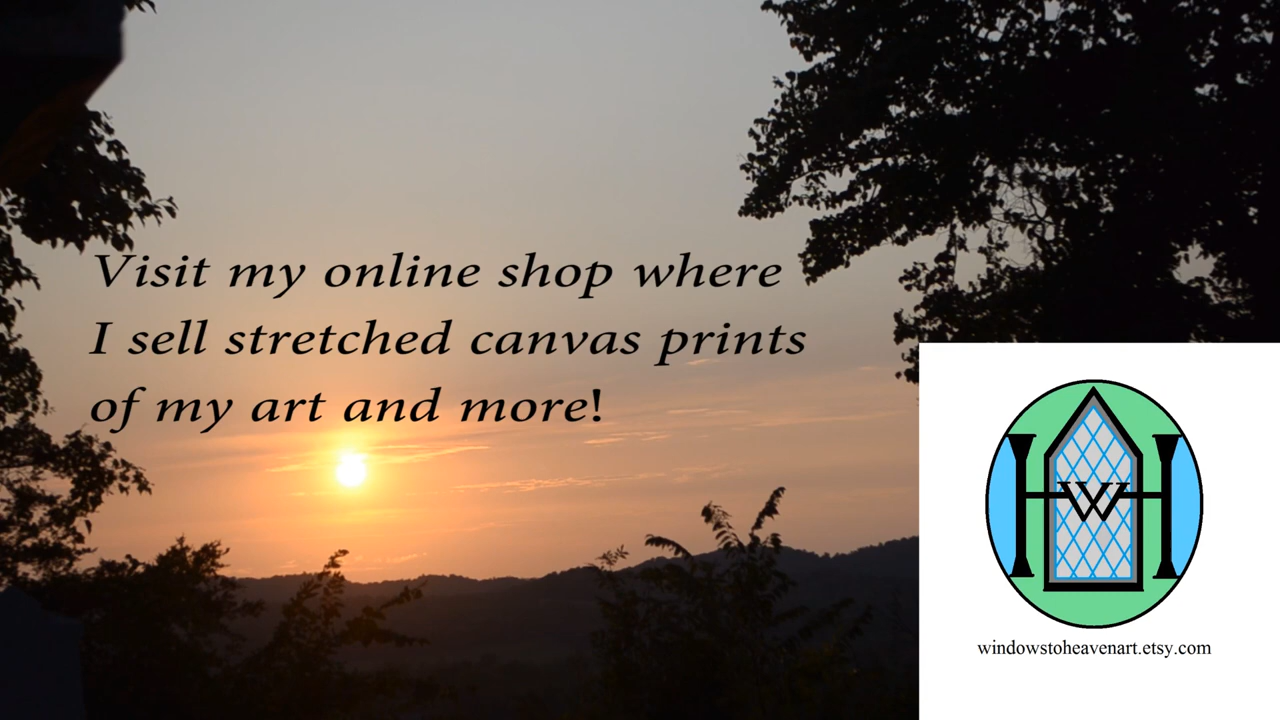 Visit my online shop where
I sell stretched canvas prints
of my art and more!
HWH
windowstoheavenart.etsy.com